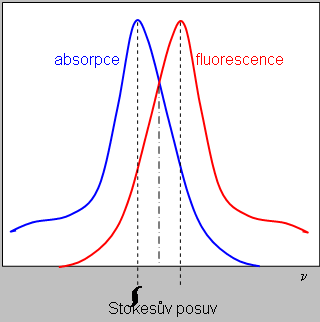 absorpce fluorescence
ν
Stokesův posuv